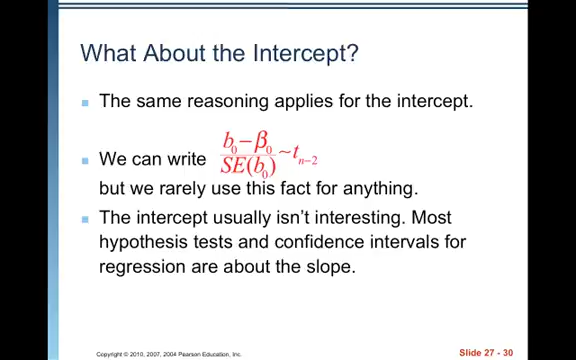 What About the Intercept?
The same reasoning applies for the intercept.
We can write b₀−β₀ / SE(b₀) ~ tₙ₋₂
but we rarely use this fact for anything.
The intercept usually isn't interesting. Most
hypothesis tests and confidence intervals for
regression are about the slope.
Copyright © 2010, 2007, 2004 Pearson Education, Inc.
Slide 27 - 30